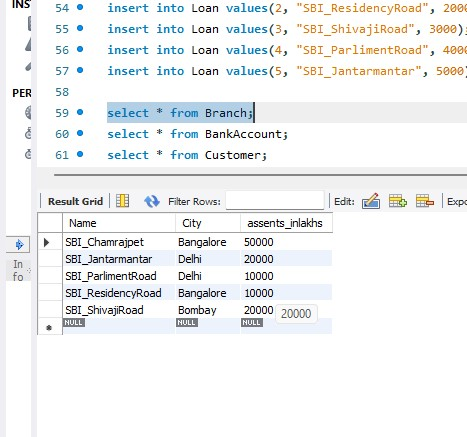 INS
54 insert into Loan values(2, "SBI_ResidencyRoad", 2000
55 insert into Loan values(3, "SBI_ShivajiRoad", 3000);
56 insert into Loan values(4, "SBI_ParlimentRoad", 4000
57 insert into Loan values(5, "SBI_Jantarmantar", 5000)
58
PER
59 select * from Branch;
60 select * from BankAccount;
61 select * from Customer;
Result Grid Filter Rows: Edit: Expo
Name City assents_inlakhs
SBI_Chamrajpet Bangalore 50000
SBI_Jantarmantar Delhi 20000
SBI_ParlimentRoad Delhi 10000
SBI_ResidencyRoad Bangalore 10000
SBI_ShivajiRoad Bombay 20000 20000
NULL NULL NULL
In
fo